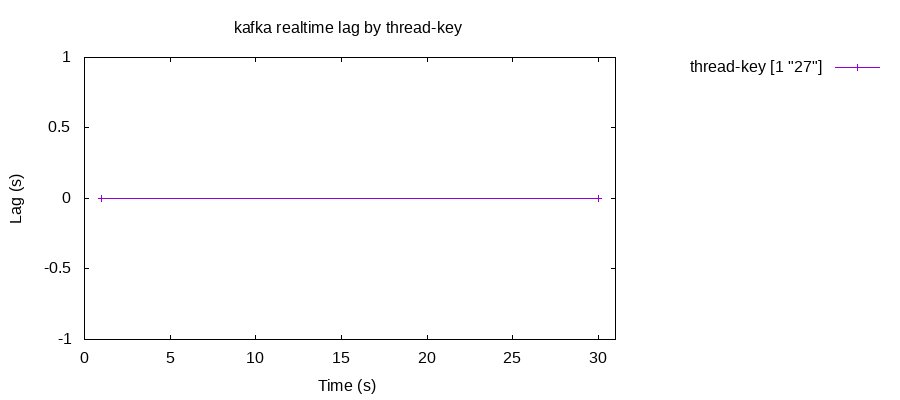 kafka realtime lag by thread-key
thread-key [1 "27"]
1
0.5
0
-0.5
-1
Lag (s)
0 5 10 15 20 25 30
Time (s)